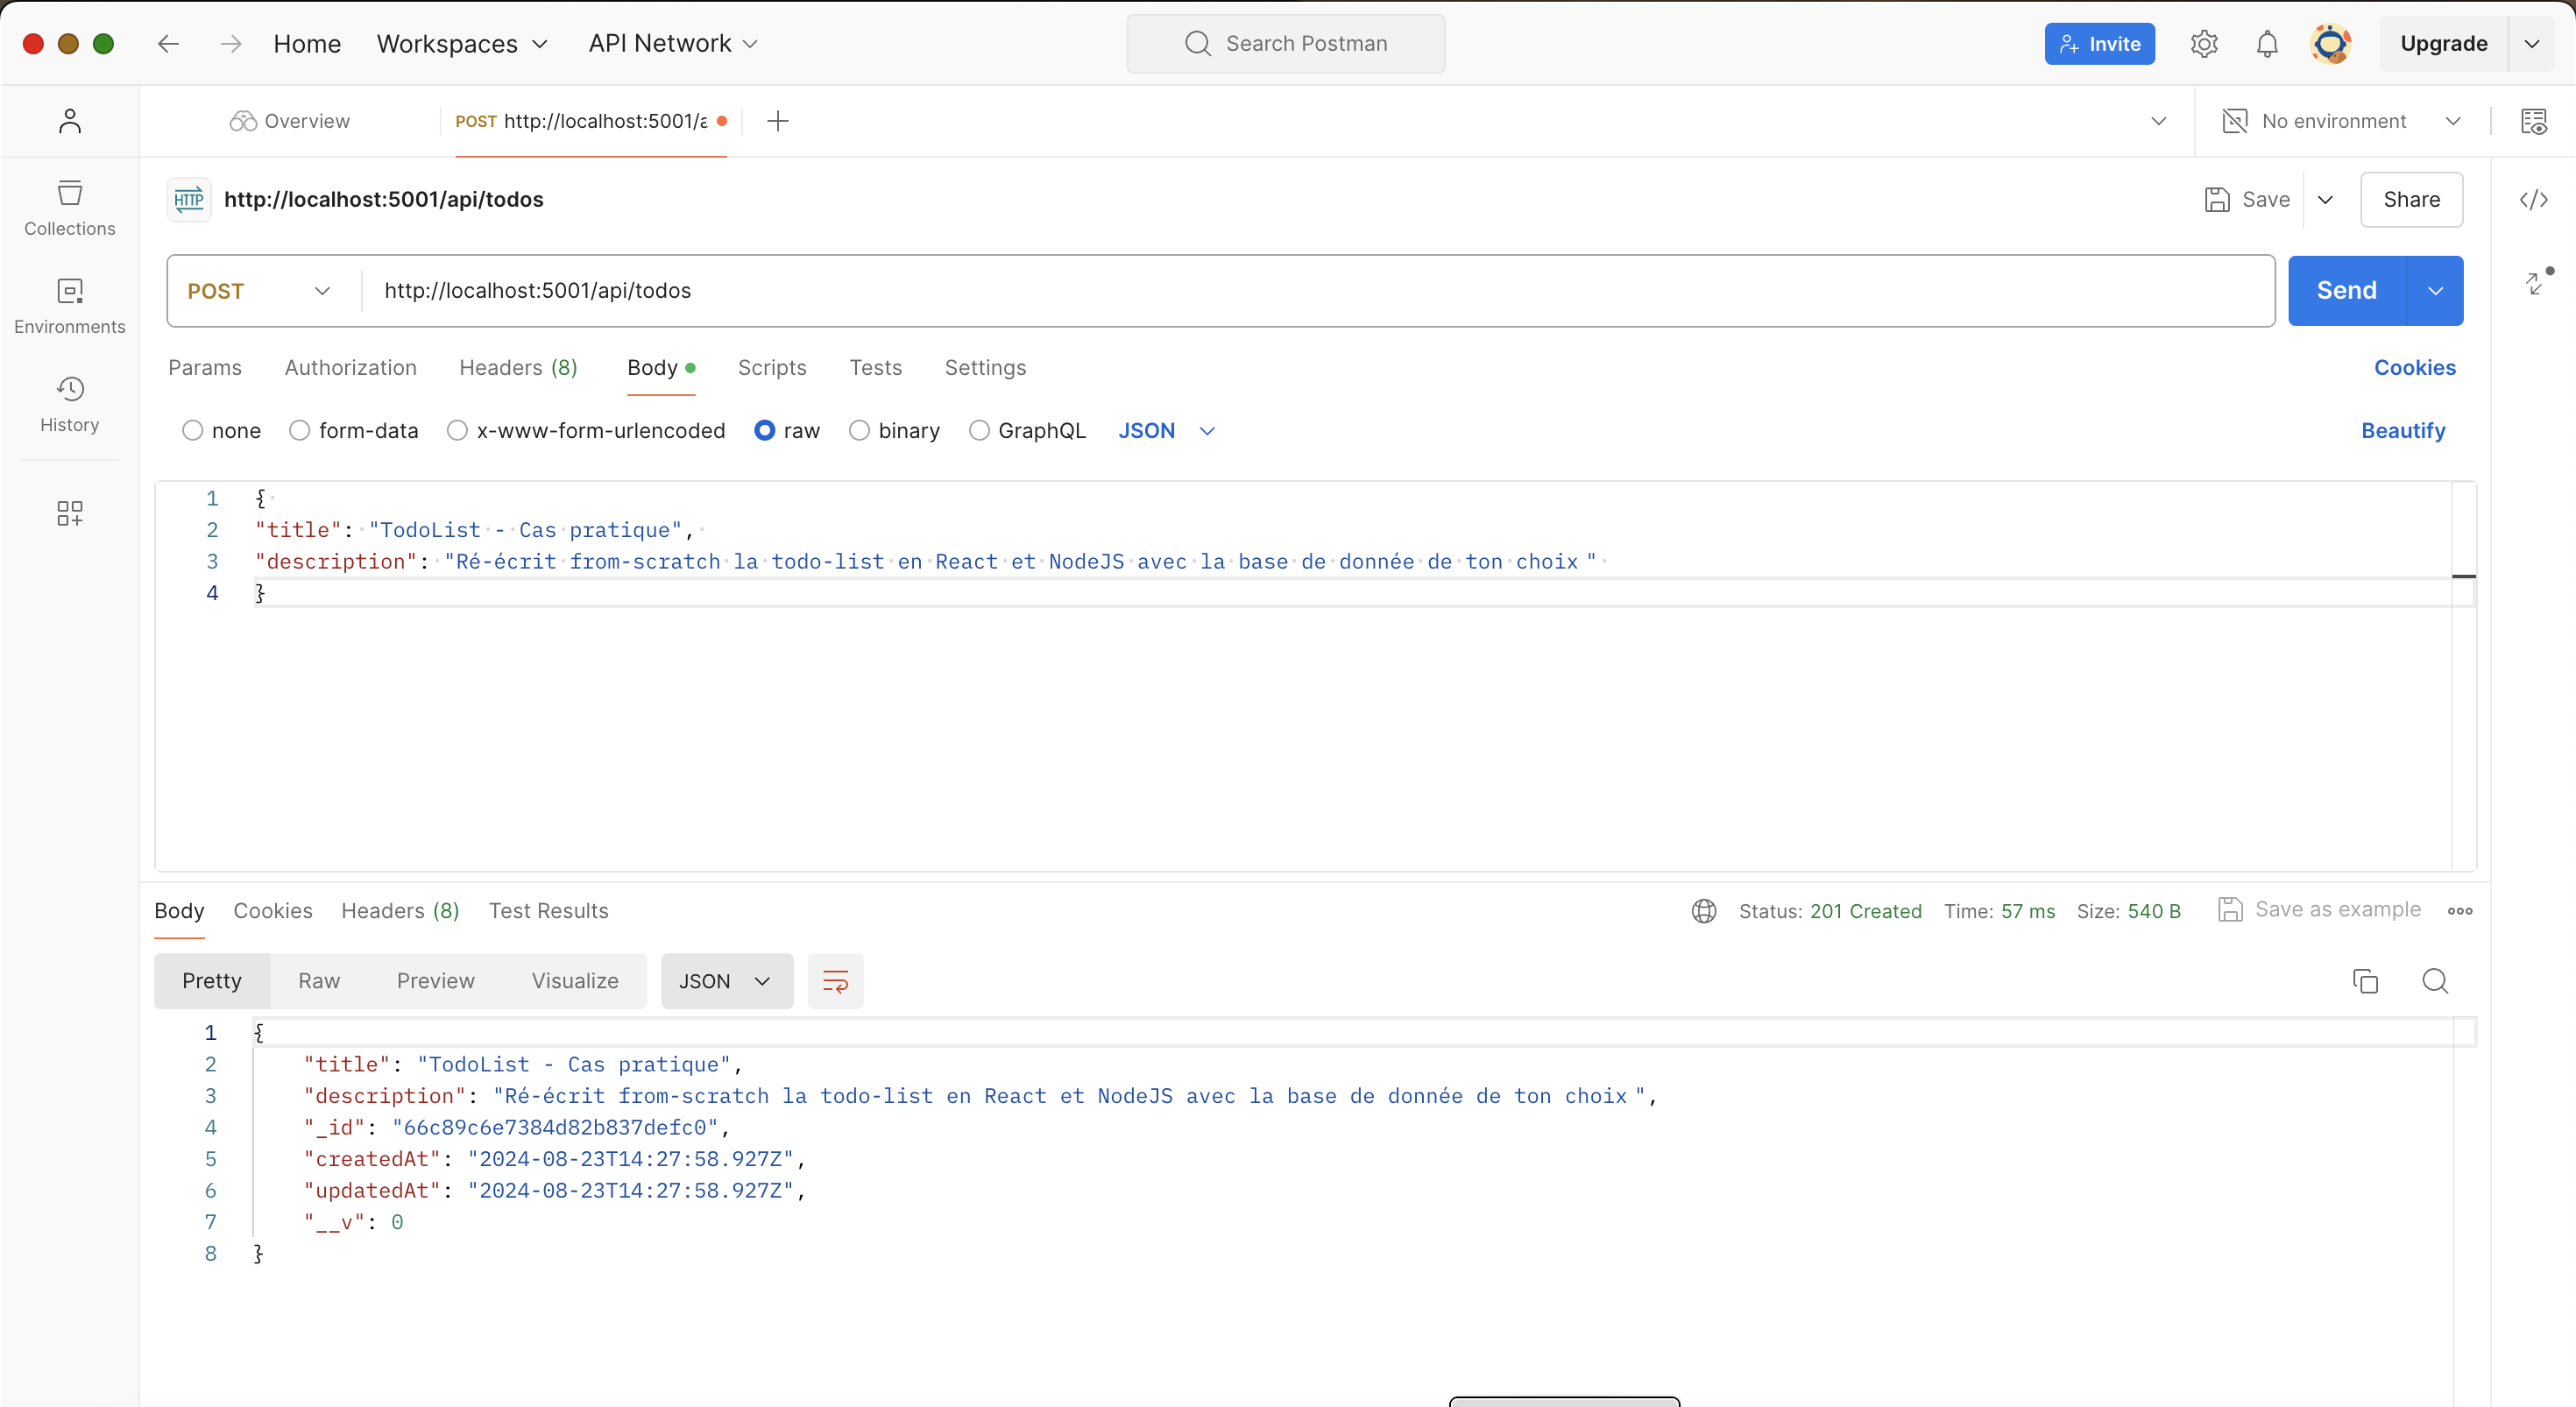 Home Workspaces API Network Search Postman Invite Upgrade
Overview POST http://localhost:5001/a No environment
HTTP http://localhost:5001/api/todos Save Share
Collections
POST http://localhost:5001/api/todos Send
Environments
Params Authorization Headers (8) Body Scripts Tests Settings Cookies
History
none form-data x-www-form-urlencoded raw binary GraphQL JSON Beautify
1 {
2 "title": "TodoList - Cas pratique",
3 "description": "Ré-écrit from-scratch la todo-list en React et NodeJS avec la base de donnée de ton choix "
4 }
Body Cookies Headers (8) Test Results Status: 201 Created Time: 57 ms Size: 540 B Save as example
Pretty Raw Preview Visualize JSON
1 {
2 "title": "TodoList - Cas pratique",
3 "description": "Ré-écrit from-scratch la todo-list en React et NodeJS avec la base de donnée de ton choix ",
4 "_id": "66c89c6e7384d82b837defc0",
5 "createdAt": "2024-08-23T14:27:58.927Z",
6 "updatedAt": "2024-08-23T14:27:58.927Z",
7 "__v": 0
8 }